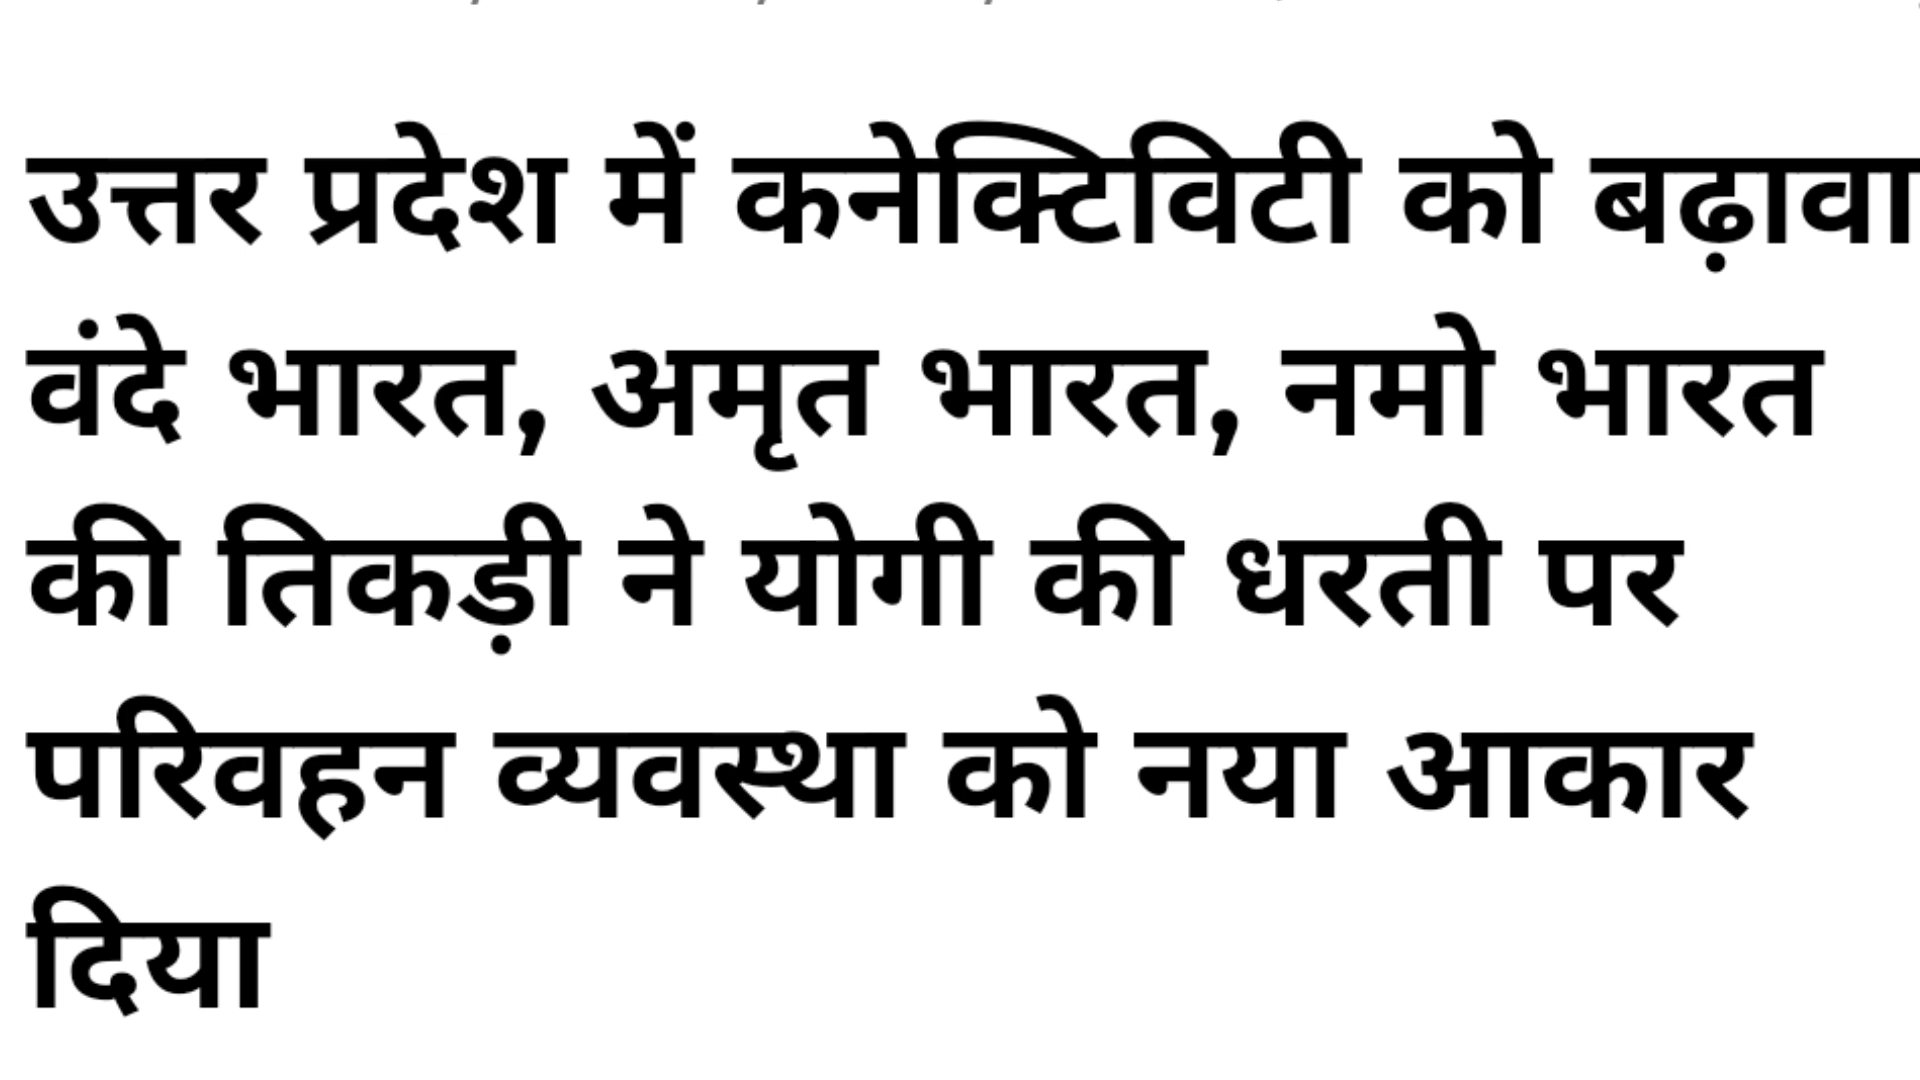 उत्तर प्रदेश में कनेक्टिविटी को बढ़ावा
वंदे भारत, अमृत भारत, नमो भारत
की तिकड़ी ने योगी की धरती पर
परिवहन व्यवस्था को नया आकार
दिया